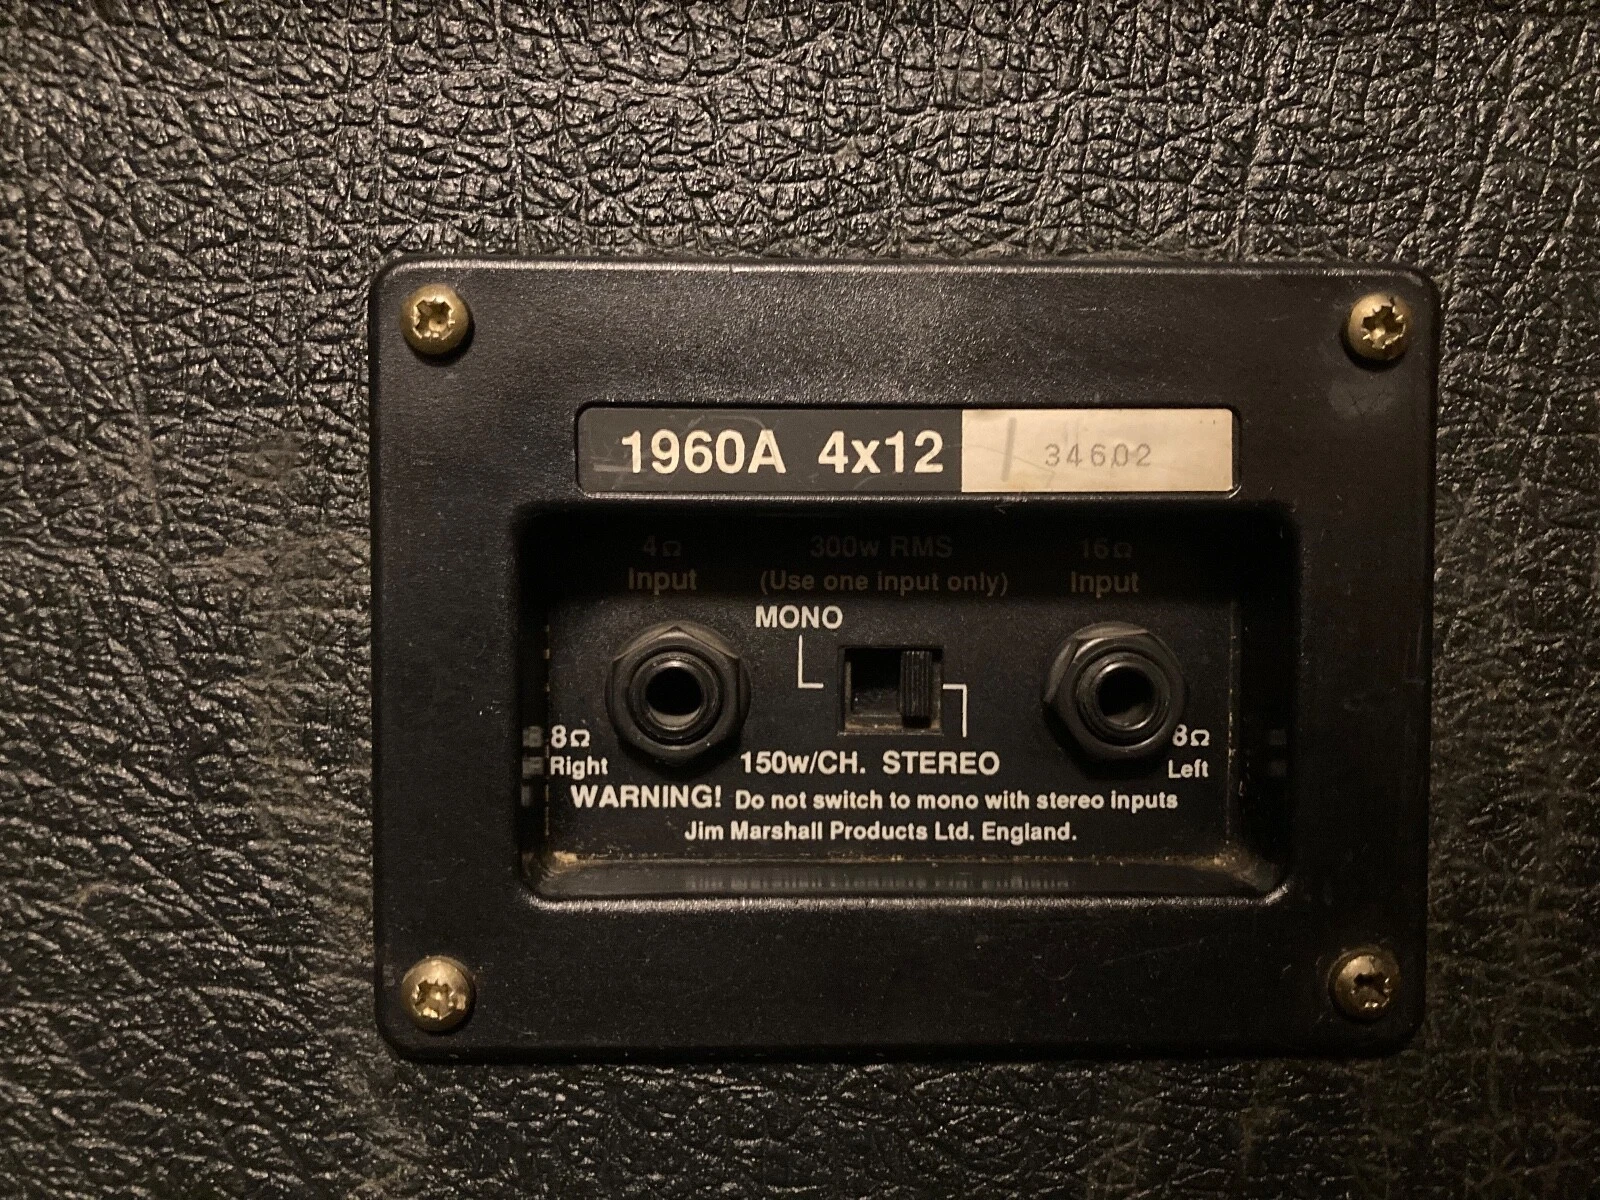 1960A 4x12 34602
4Ω 300w RMS 16Ω
Input (Use one input only) Input
MONO
8Ω 8Ω
Right 150w/CH. STEREO Left
WARNING! Do not switch to mono with stereo inputs
Jim Marshall Products Ltd. England.